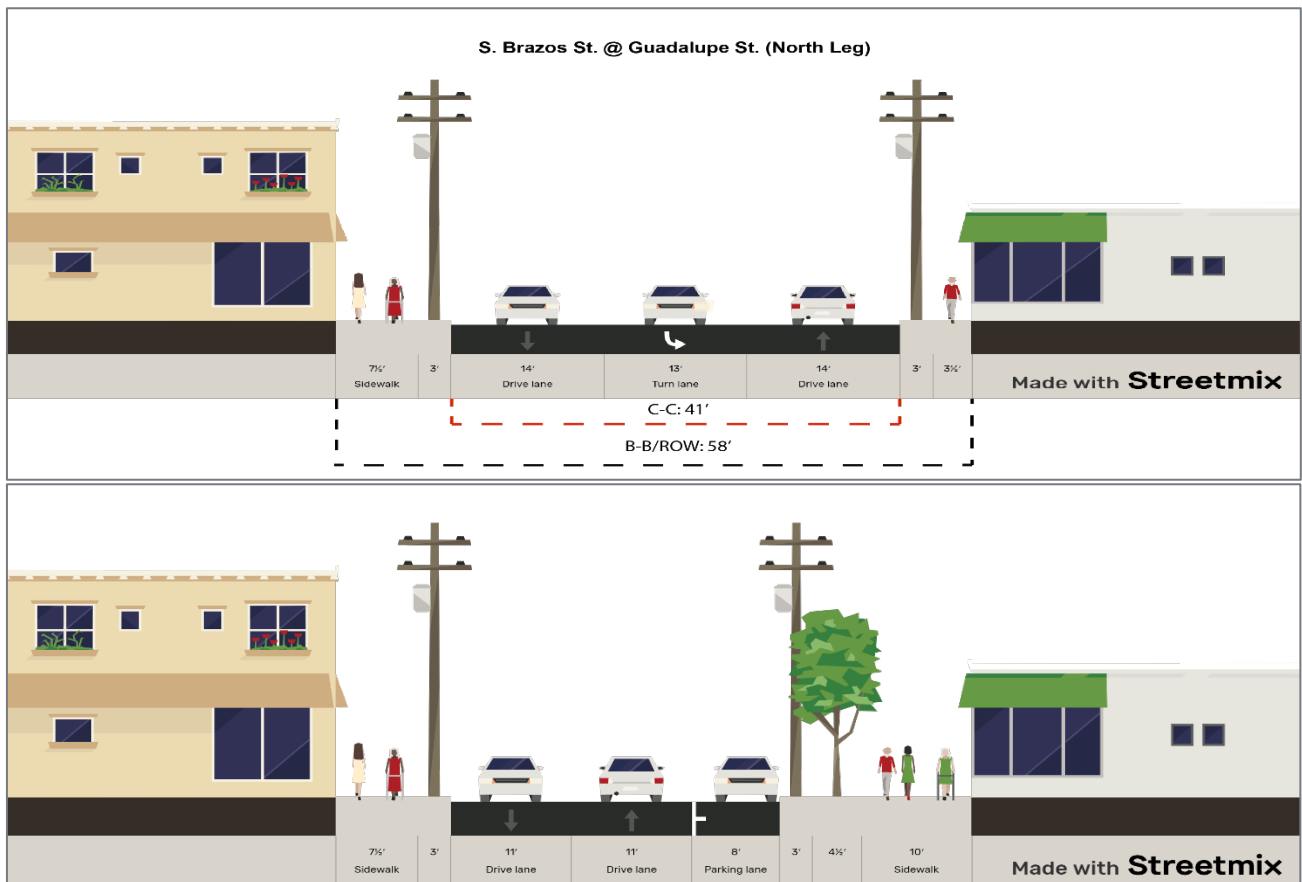 S. Brazos St. @ Guadalupe St. (North Leg)
7½' 3' 14' 13' 14' 3' 3½'
Sidewalk Drive lane Turn lane Drive lane
Made with Streetmix
C-C: 41'
B-B/ROW: 58'
7½' 3' 11' 11' 8' 3' 4½' 10'
Sidewalk Drive lane Drive lane Parking lane Sidewalk
Made with Streetmix